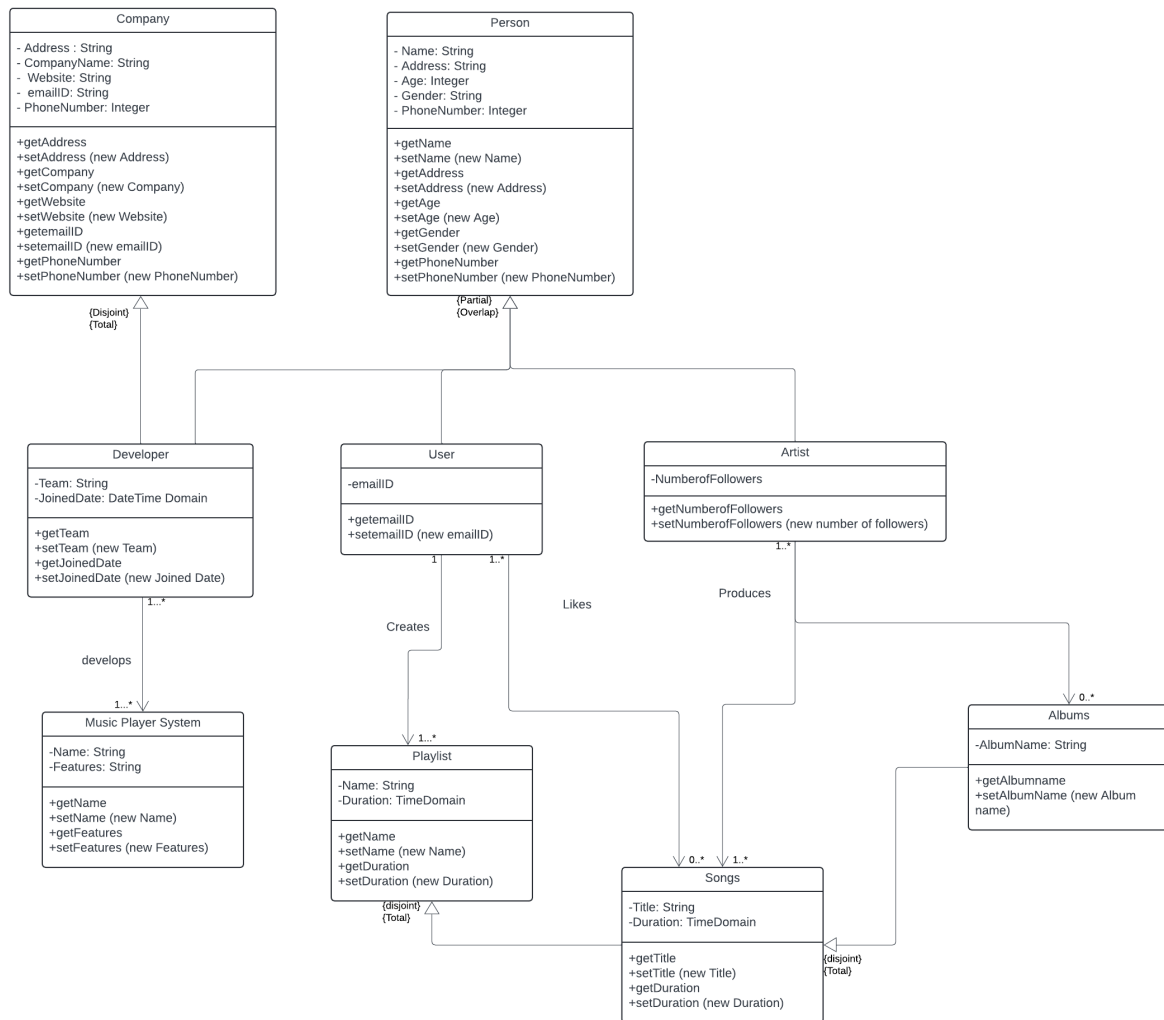 Company
- Address : String
- CompanyName: String
-  Website: String
-  emailID: String
- PhoneNumber: Integer
+getAddress
+setAddress (new Address)
+getCompany
+setCompany (new Company)
+getWebsite
+setWebsite (new Website)
+getemailID
+setemailID (new emailID)
+getPhoneNumber
+setPhoneNumber (new PhoneNumber)
Person
- Name: String
- Address: String
- Age: Integer
- Gender: String
- PhoneNumber: Integer
+getName
+setName (new Name)
+getAddress
+setAddress (new Address)
+getAge
+setAge (new Age)
+getGender
+setGender (new Gender)
+getPhoneNumber
+setPhoneNumber (new PhoneNumber)
{Disjoint}
{Total}
{Partial}
{Overlap}
Developer
-Team: String
-JoinedDate: DateTime Domain
+getTeam
+setTeam (new Team)
+getJoinedDate
+setJoinedDate (new Joined Date)
User
-emailID
+getemailID
+setemailID (new emailID)
Artist
-NumberofFollowers
+getNumberofFollowers
+setNumberofFollowers (new number of followers)
1...*
1
1..*
1..*
develops
Creates
Likes
Produces
1...*
1...*
0..*
Music Player System
-Name: String
-Features: String
+getName
+setName (new Name)
+getFeatures
+setFeatures (new Features)
Playlist
-Name: String
-Duration: TimeDomain
+getName
+setName (new Name)
+getDuration
+setDuration (new Duration)
Albums
-AlbumName: String
+getAlbumname
+setAlbumName (new Album
name)
0..*
1..*
{disjoint}
{Total}
Songs
-Title: String
-Duration: TimeDomain
+getTitle
+setTitle (new Title)
+getDuration
+setDuration (new Duration)
{disjoint}
{Total}